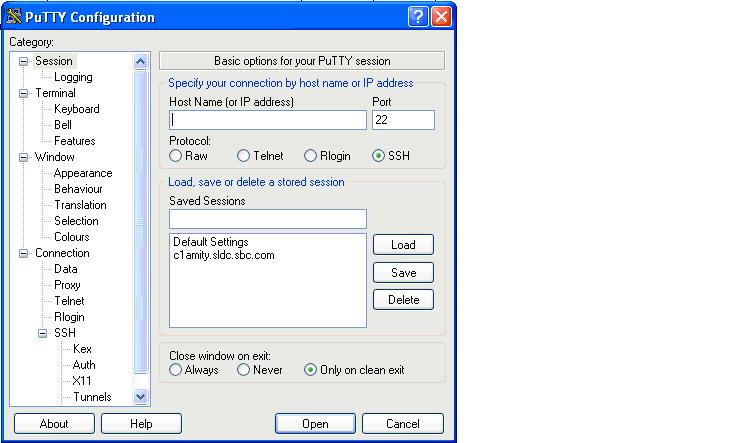 PuTTY Configuration
Category:
Session
Logging
Terminal
Keyboard
Bell
Features
Window
Appearance
Behaviour
Translation
Selection
Colours
Connection
Data
Proxy
Telnet
Rlogin
SSH
Kex
Auth
X11
Tunnels
Basic options for your PuTTY session
Specify your connection by host name or IP address
Host Name (or IP address) Port
22
Protocol:
Raw Telnet Rlogin SSH
Load, save or delete a stored session
Saved Sessions
Default Settings
c1amity.sldc.sbc.com
Load
Save
Delete
Close window on exit:
Always Never Only on clean exit
About Help Open Cancel